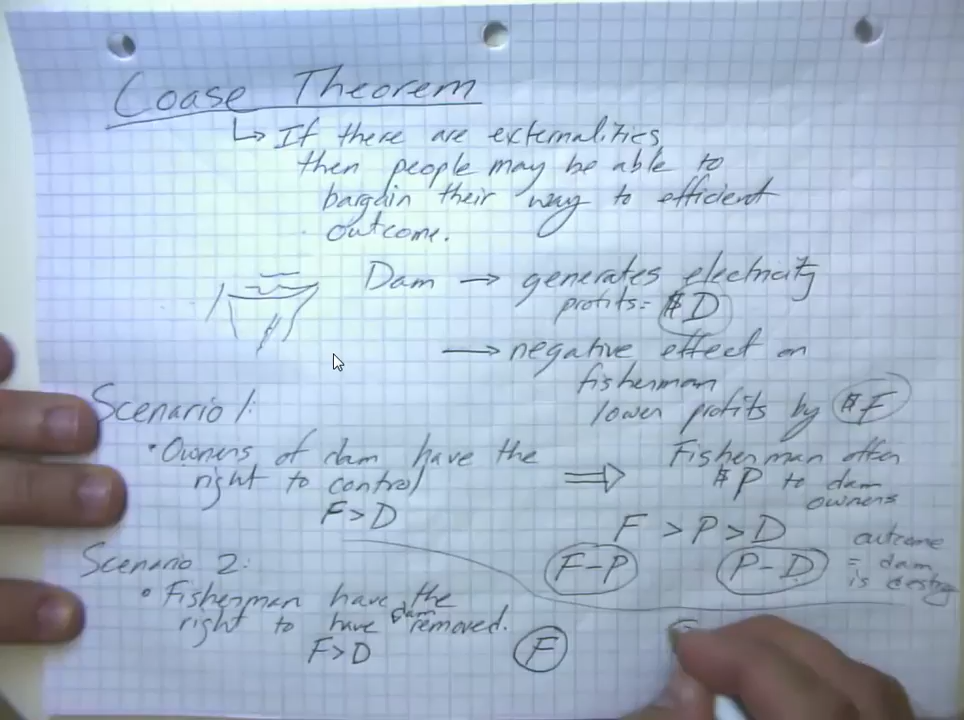 Coase Theorem
↳ If there are externalities
then people may be able to
bargain their way to efficient
outcome.
Dam → generates electricity
profits = $D
→ negative effect on
fisherman
lower profits by $F
Scenario 1:
• Owners of dam have the
right to control
F > D
⇒ Fisherman offer
$P to dam
owners
F > P > D
F - P P - D
outcome
= dam
is destroy
Scenario 2:
• Fisherman have the
right to have dam removed.
F > D
F